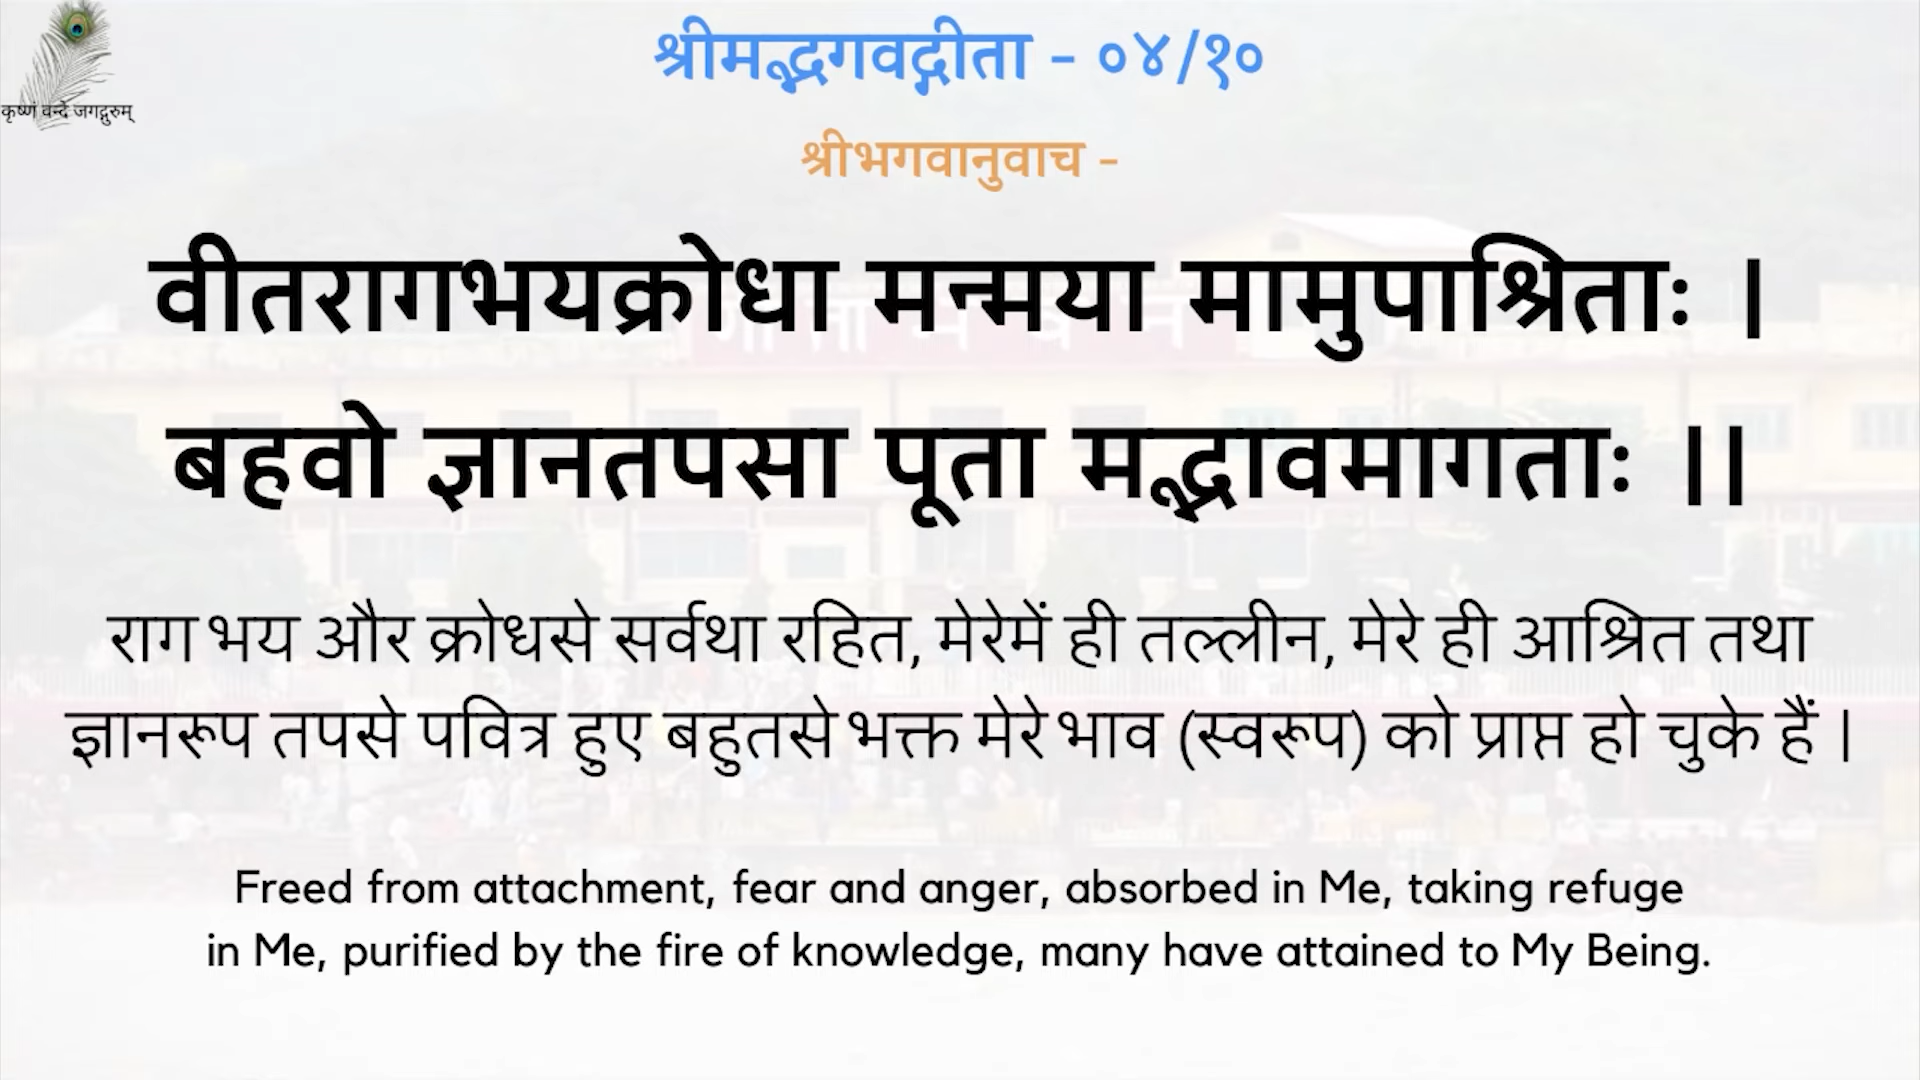 श्रीमद्भगवद्गीता - ०४/१०
कृष्णं वन्दे जगद्गुरुम्
श्रीभगवानुवाच -
वीतरागभयक्रोधा मन्मया मामुपाश्रिताः ।
बहवो ज्ञानतपसा पूता मद्भावमागताः ।।
राग भय और क्रोधसे सर्वथा रहित, मेरेमें ही तल्लीन, मेरे ही आश्रित तथा
ज्ञानरूप तपसे पवित्र हुए बहुतसे भक्त मेरे भाव (स्वरूप) को प्राप्त हो चुके हैं ।
Freed from attachment, fear and anger, absorbed in Me, taking refuge
in Me, purified by the fire of knowledge, many have attained to My Being.